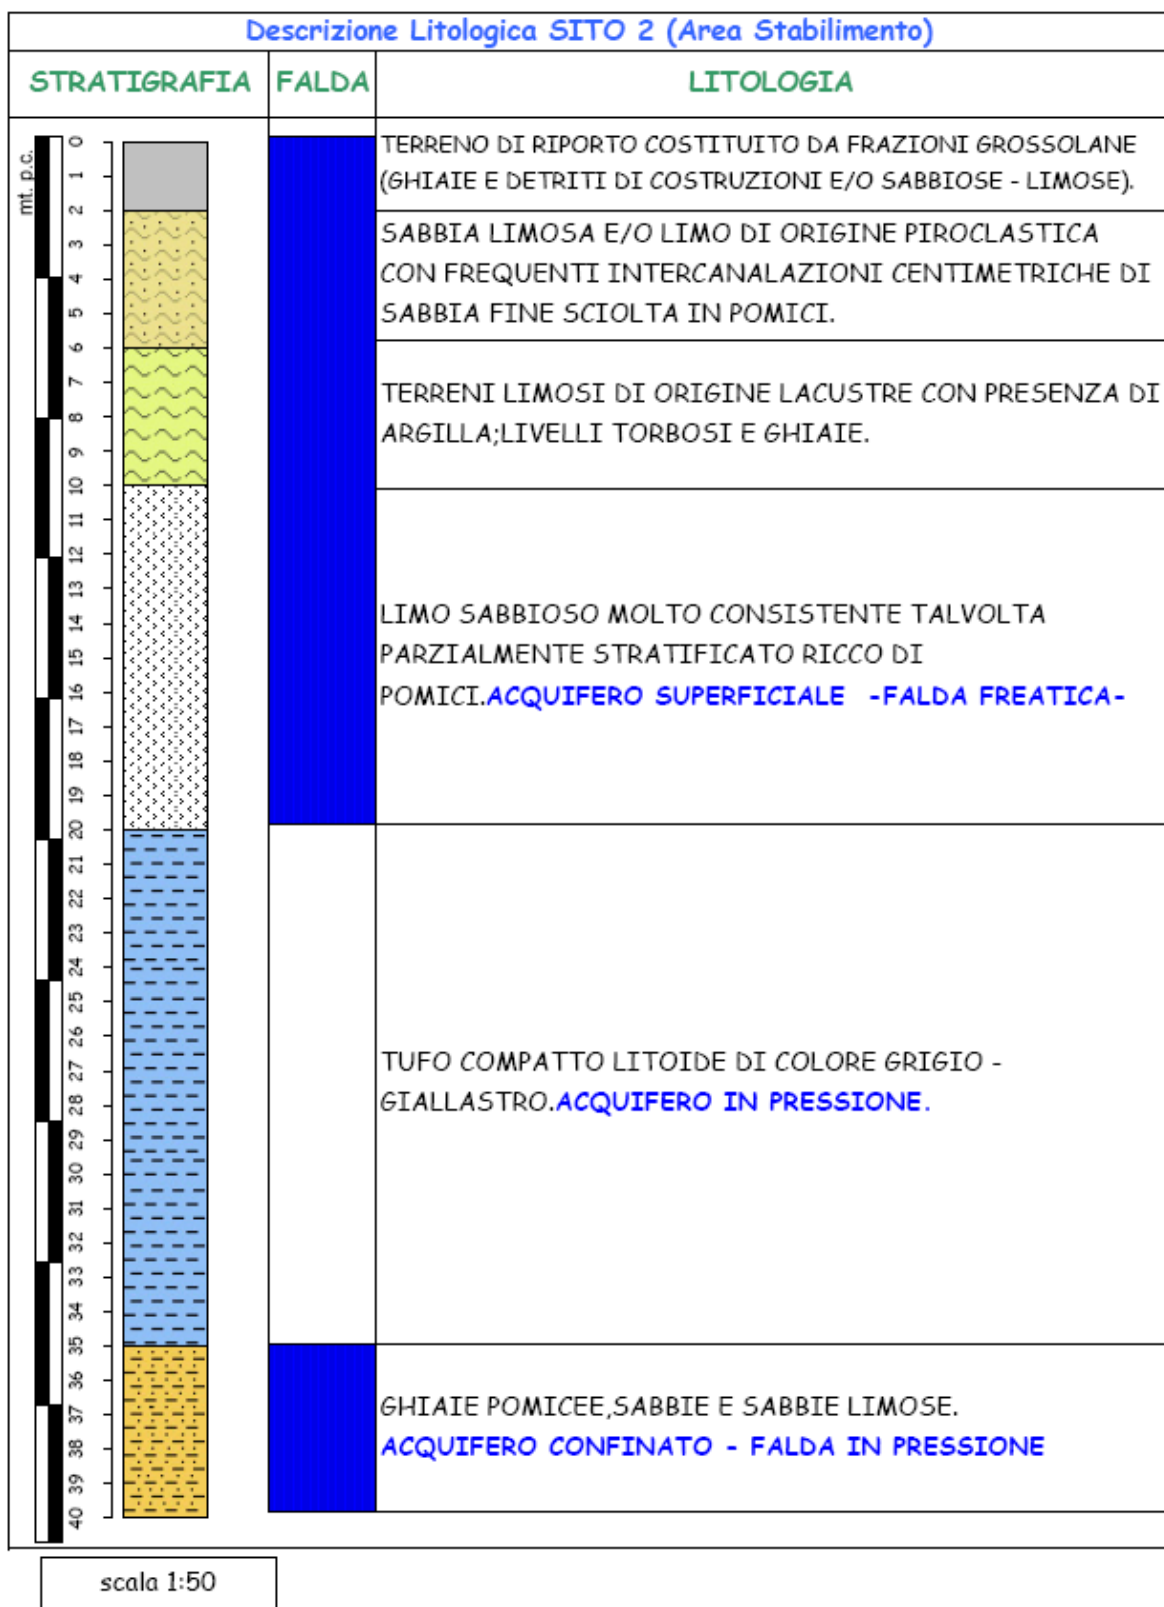 Descrizione Litologica SITO 2 (Area Stabilimento)
STRATIGRAFIA FALDA LITOLOGIA
mt. p.c.
0
1
2
3
4
5
6
7
8
9
10
11
12
13
14
15
16
17
18
19
20
21
22
23
24
25
26
27
28
29
30
31
32
33
34
35
36
37
38
39
40
TERRENO DI RIPORTO COSTITUITO DA FRAZIONI GROSSOLANE
(GHIAIE E DETRITI DI COSTRUZIONI E/O SABBIOSE - LIMOSE).
SABBIA LIMOSA E/O LIMO DI ORIGINE PIROCLASTICA
CON FREQUENTI INTERCANALAZIONI CENTIMETRICHE DI
SABBIA FINE SCIOLTA IN POMICI.
TERRENI LIMOSI DI ORIGINE LACUSTRE CON PRESENZA DI
ARGILLA;LIVELLI TORBOSI E GHIAIE.
LIMO SABBIOSO MOLTO CONSISTENTE TALVOLTA
PARZIALMENTE STRATIFICATO RICCO DI
POMICI.ACQUIFERO SUPERFICIALE -FALDA FREATICA-
TUFO COMPATTO LITOIDE DI COLORE GRIGIO -
GIALLASTRO.ACQUIFERO IN PRESSIONE.
GHIAIE POMICEE,SABBIE E SABBIE LIMOSE.
ACQUIFERO CONFINATO - FALDA IN PRESSIONE
scala 1:50